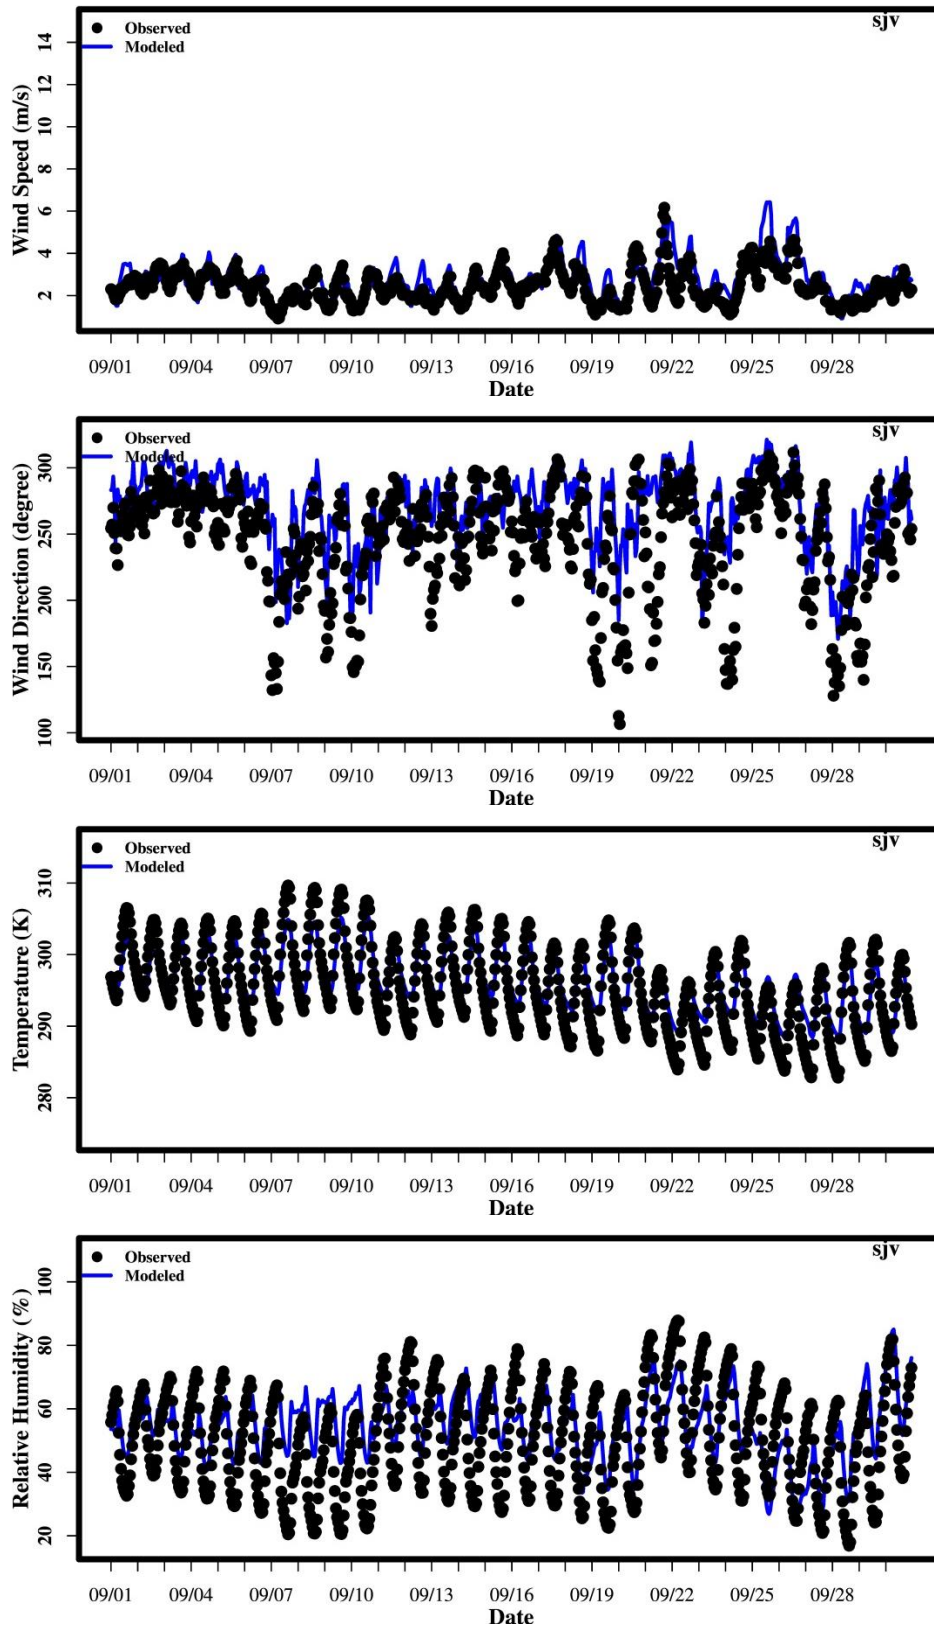 sjv
Observed
Modeled
Wind Speed (m/s)
14
12
10
8
6
4
2
09/01 09/04 09/07 09/10 09/13 09/16 09/19 09/22 09/25 09/28
Date
sjv
Observed
Modeled
Wind Direction (degree)
300
250
200
150
100
09/01 09/04 09/07 09/10 09/13 09/16 09/19 09/22 09/25 09/28
Date
sjv
Observed
Modeled
Temperature (K)
310
300
290
280
09/01 09/04 09/07 09/10 09/13 09/16 09/19 09/22 09/25 09/28
Date
sjv
Observed
Modeled
Relative Humidity (%)
100
80
60
40
20
09/01 09/04 09/07 09/10 09/13 09/16 09/19 09/22 09/25 09/28
Date